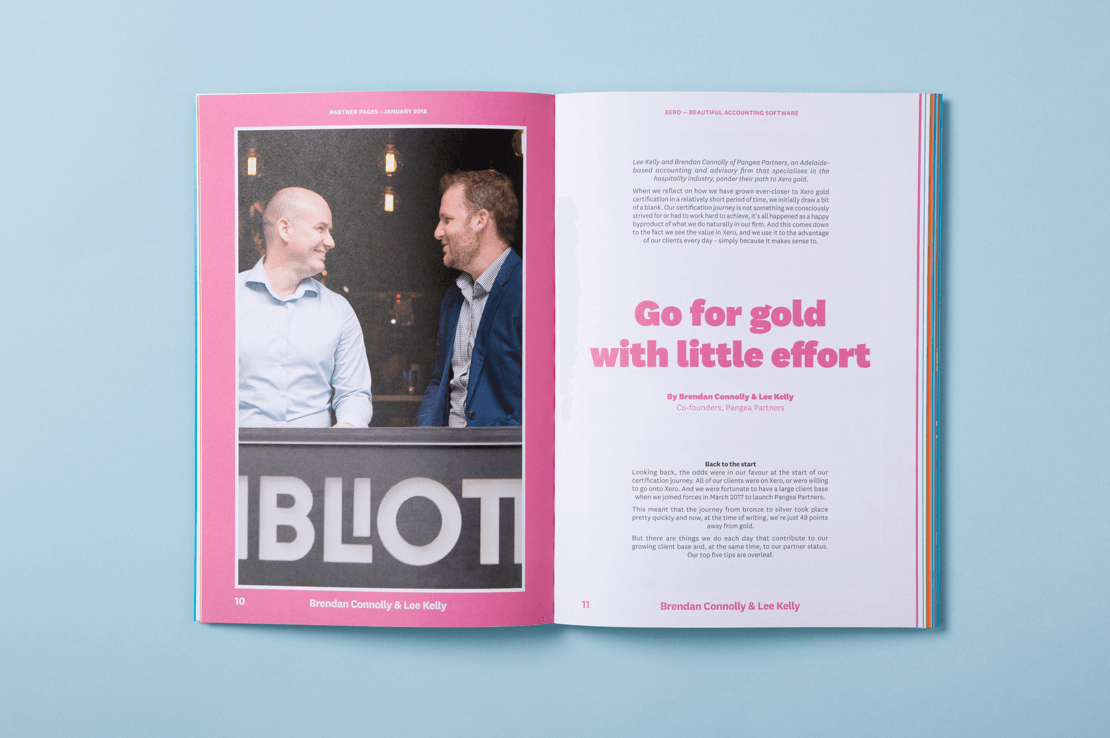 PARTNER PAGES – JANUARY 2018
IBLIOT
10
Brendan Connolly & Lee Kelly
XERO — BEAUTIFUL ACCOUNTING SOFTWARE
Lee Kelly and Brendan Connolly of Pangea Partners, an Adelaide-
based accounting and advisory firm that specialises in the
hospitality industry, ponder their path to Xero gold.
When we reflect on how we have grown ever-closer to Xero gold
certification in a relatively short period of time, we initially draw a bit
of a blank. Our certification journey is not something we consciously
strived for or had to work hard to achieve, it's all happened as a happy
byproduct of what we do naturally in our firm. And this comes down
to the fact we see the value in Xero, and we use it to the advantage
of our clients every day – simply because it makes sense to.
Go for gold
with little effort
By Brendan Connolly & Lee Kelly
Co-founders, Pangea Partners
Back to the start
Looking back, the odds were in our favour at the start of our
certification journey. All of our clients were on Xero, or were willing
to go onto Xero. And we were fortunate to have a large client base
when we joined forces in March 2017 to launch Pangea Partners.
This meant that the journey from bronze to silver took place
pretty quickly and now, at the time of writing, we're just 49 points
away from gold.
But there are things we do each day that contribute to our
growing client base and, at the same time, to our partner status.
Our top five tips are overleaf.
11
Brendan Connolly & Lee Kelly